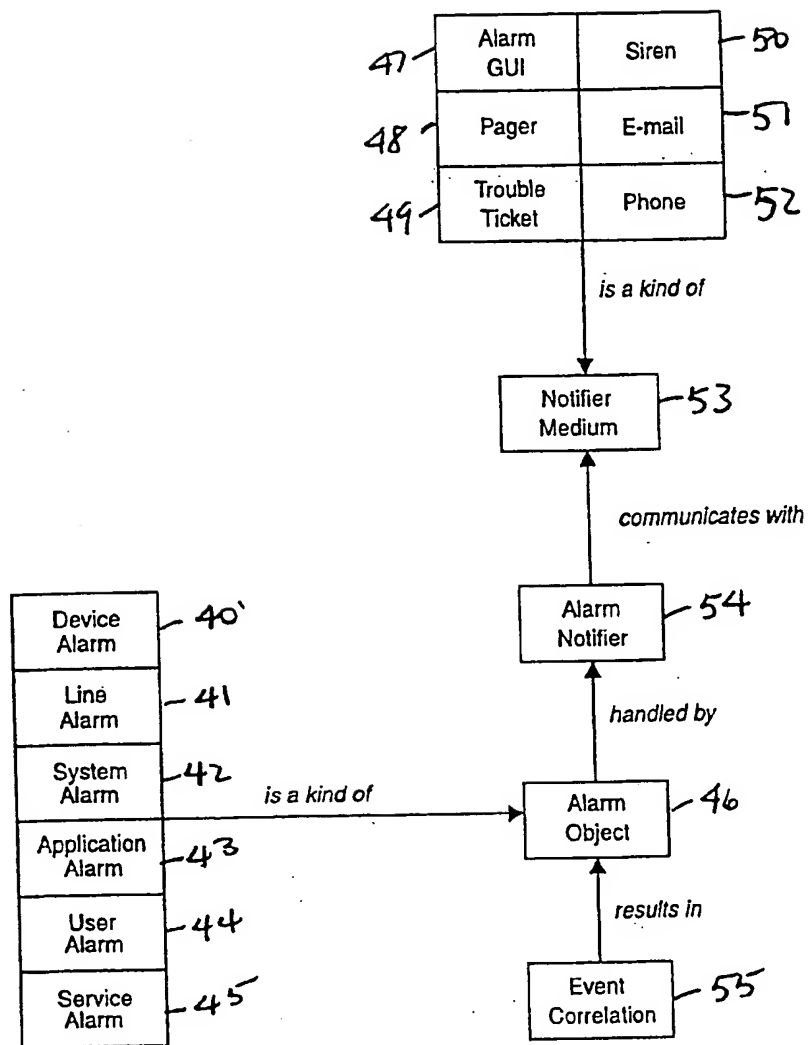 47
Alarm
GUI
Siren
50
48
Pager
E-mail
51
49
Trouble
Ticket
Phone
52
is a kind of
Notifier
Medium
53
communicates with
Alarm
Notifier
54
handled by
Device
Alarm
40'
Line
Alarm
41
System
Alarm
42
is a kind of
Alarm
Object
46
Application
Alarm
43
results in
User
Alarm
44
Service
Alarm
45
Event
Correlation
55